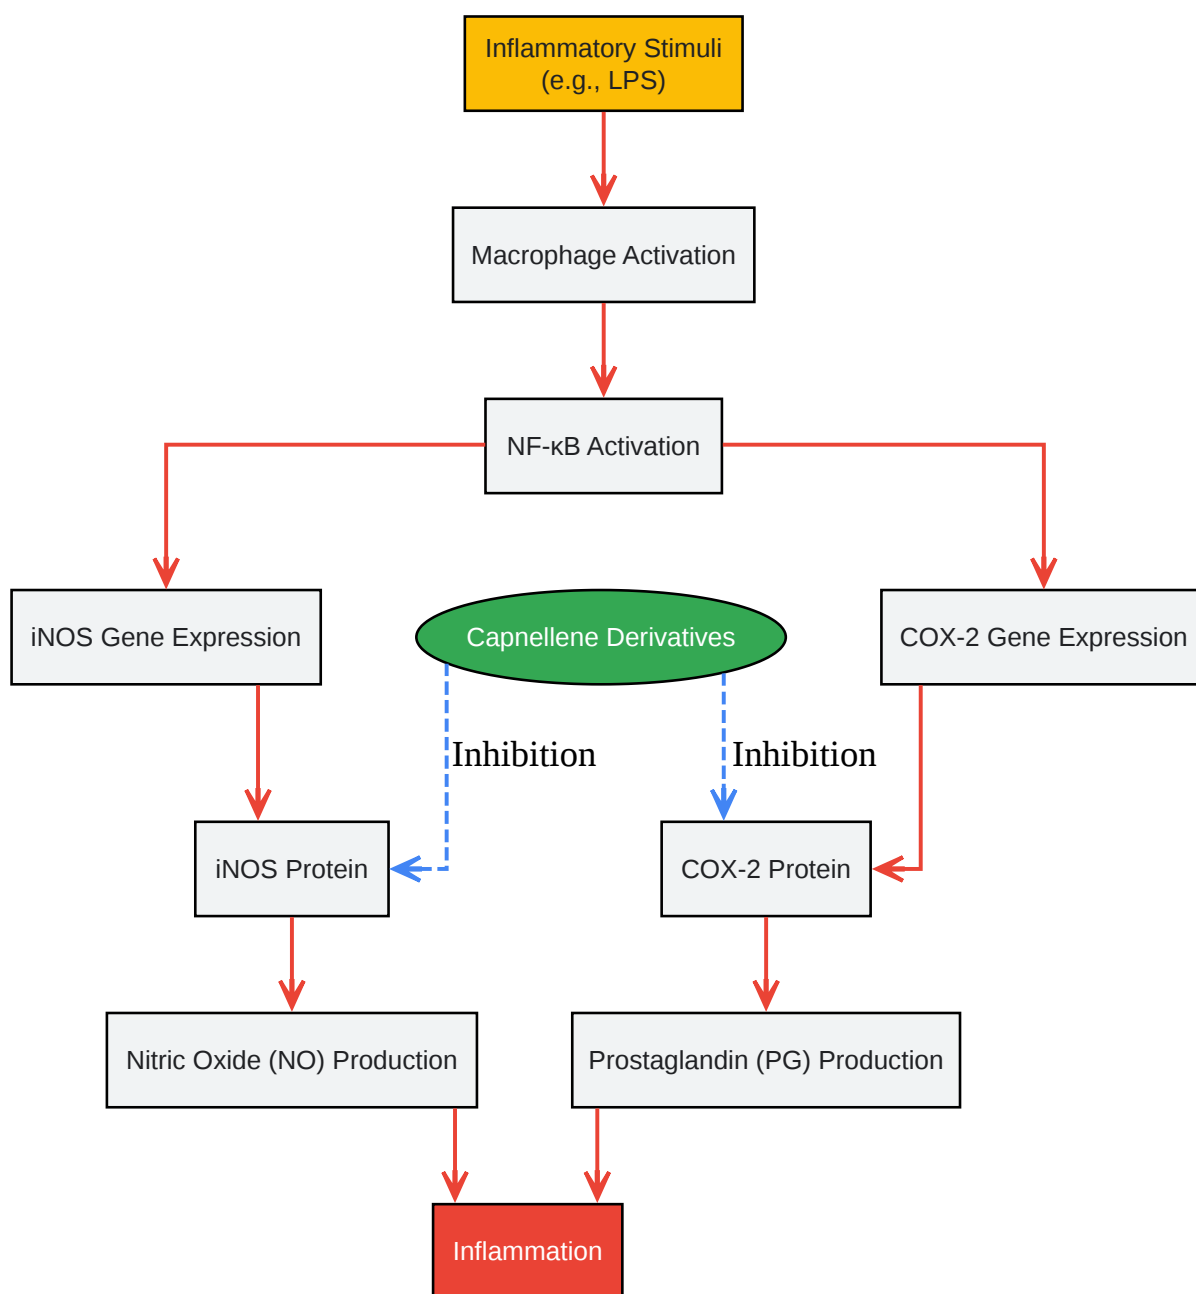 Inflammatory Stimuli
(e.g., LPS)
Macrophage Activation
NF-κB Activation
iNOS Gene Expression
Capnellene Derivatives
COX-2 Gene Expression
Inhibition
Inhibition
iNOS Protein
COX-2 Protein
Nitric Oxide (NO) Production
Prostaglandin (PG) Production
Inflammation